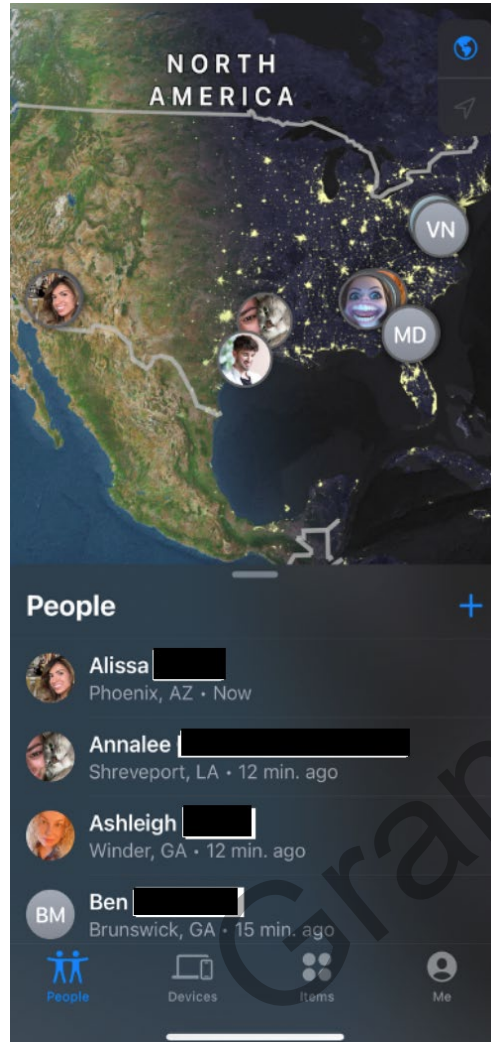 NORTH
AMERICA
VN
MD
People
+
Alissa
Phoenix, AZ • Now
Annalee
Shreveport, LA • 12 min. ago
Ashleigh
Winder, GA • 12 min. ago
BM
Ben
Brunswick, GA • 15 min. ago
People Devices Items Me
Gran